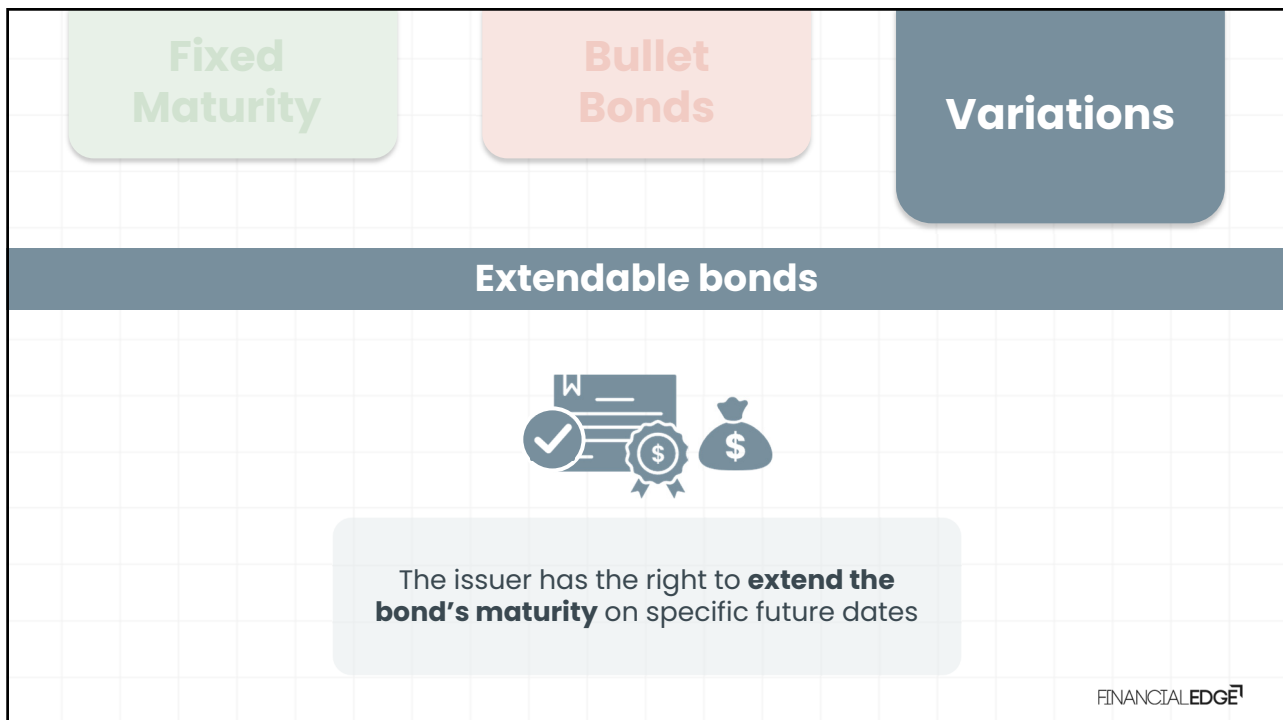 Fixed
Maturity
Bullet
Bonds
Variations
Extendable bonds
$
$
The issuer has the right to extend the
bond's maturity on specific future dates
FINANCIALEDGE